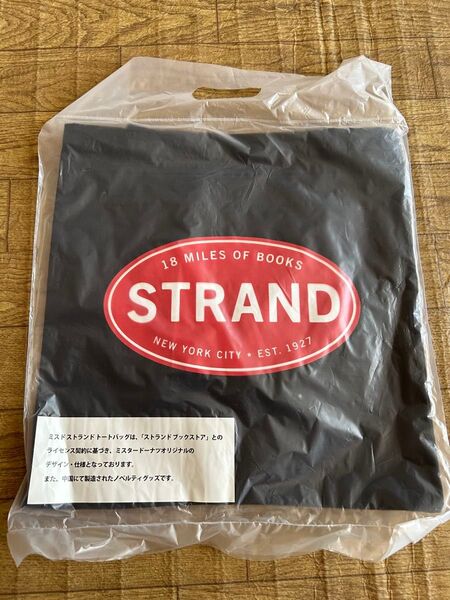 18 MILES OF BOOKS
STRAND
NEW YORK CITY ★ EST. 1927
ミスド ストランド トートバッグは、「ストランド ブックストア」との
ライセンス契約に基づき、ミスタードーナツオリジナルの
デザイン・仕様となっております。
また、中国にて製造されたノベルティグッズです。